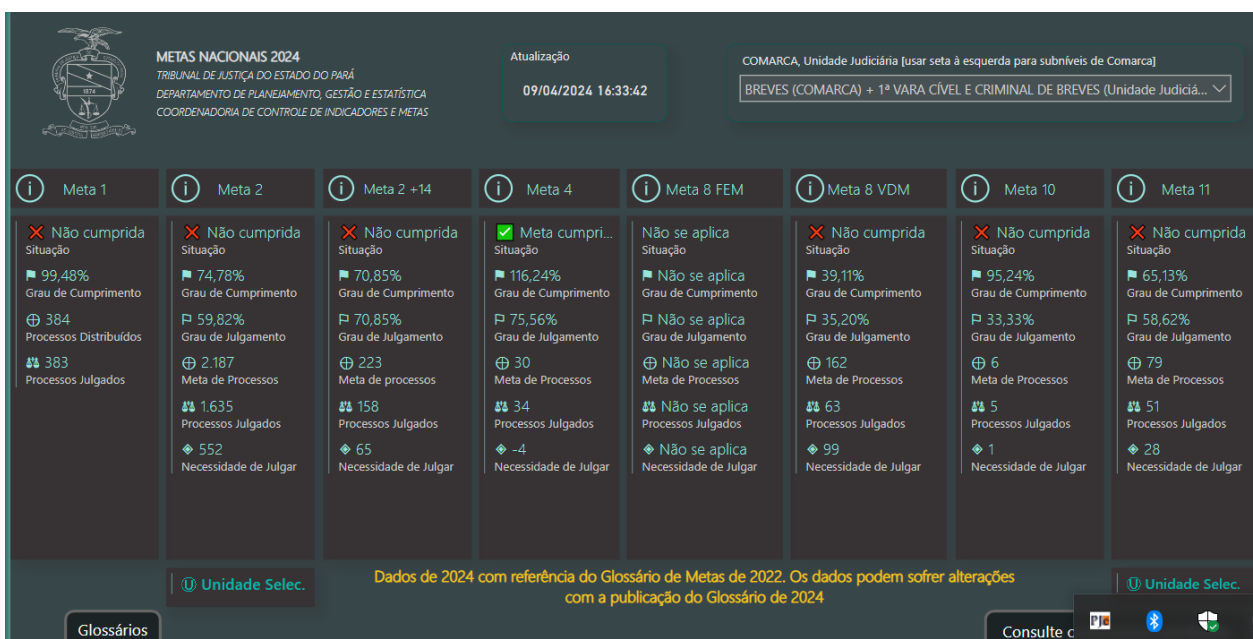 METAS NACIONAIS 2024
TRIBUNAL DE JUSTIÇA DO ESTADO DO PARÁ
DEPARTAMENTO DE PLANEJAMENTO, GESTÃO E ESTATÍSTICA
COORDENADORIA DE CONTROLE DE INDICADORES E METAS
1874
Atualização
09/04/2024 16:33:42
COMARCA, Unidade Judiciária [usar seta à esquerda para subníveis de Comarca]
BREVES (COMARCA) + 1ª VARA CÍVEL E CRIMINAL DE BREVES (Unidade Judiciá...
Meta 1
Não cumprida
Situação
99,48%
Grau de Cumprimento
384
Processos Distribuídos
383
Processos Julgados
Meta 2
Não cumprida
Situação
74,78%
Grau de Cumprimento
59,82%
Grau de Julgamento
2.187
Meta de Processos
1.635
Processos Julgados
552
Necessidade de Julgar
Unidade Selec.
Meta 2 +14
Não cumprida
Situação
70,85%
Grau de Cumprimento
70,85%
Grau de Julgamento
223
Meta de processos
158
Processos Julgados
65
Necessidade de Julgar
Meta 4
Meta cumpri...
Situação
116,24%
Grau de Cumprimento
75,56%
Grau de Julgamento
30
Meta de Processos
34
Processos Julgados
-4
Necessidade de Julgar
Meta 8 FEM
Não se aplica
Situação
Não se aplica
Grau de Cumprimento
Não se aplica
Grau de Julgamento
Não se aplica
Meta de Processos
Não se aplica
Processos Julgados
Não se aplica
Necessidade de Julgar
Meta 8 VDM
Não cumprida
Situação
39,11%
Grau de Cumprimento
35,20%
Grau de Julgamento
162
Meta de Processos
63
Processos Julgados
99
Necessidade de Julgar
Meta 10
Não cumprida
Situação
95,24%
Grau de Cumprimento
33,33%
Grau de Julgamento
6
Meta de Processos
5
Processos Julgados
1
Necessidade de Julgar
Meta 11
Não cumprida
Situação
65,13%
Grau de Cumprimento
58,62%
Grau de Julgamento
79
Meta de Processos
51
Processos Julgados
28
Necessidade de Julgar
Unidade Selec.
Dados de 2024 com referência do Glossário de Metas de 2022. Os dados podem sofrer alterações
com a publicação do Glossário de 2024
Glossários
Consulte
PJe